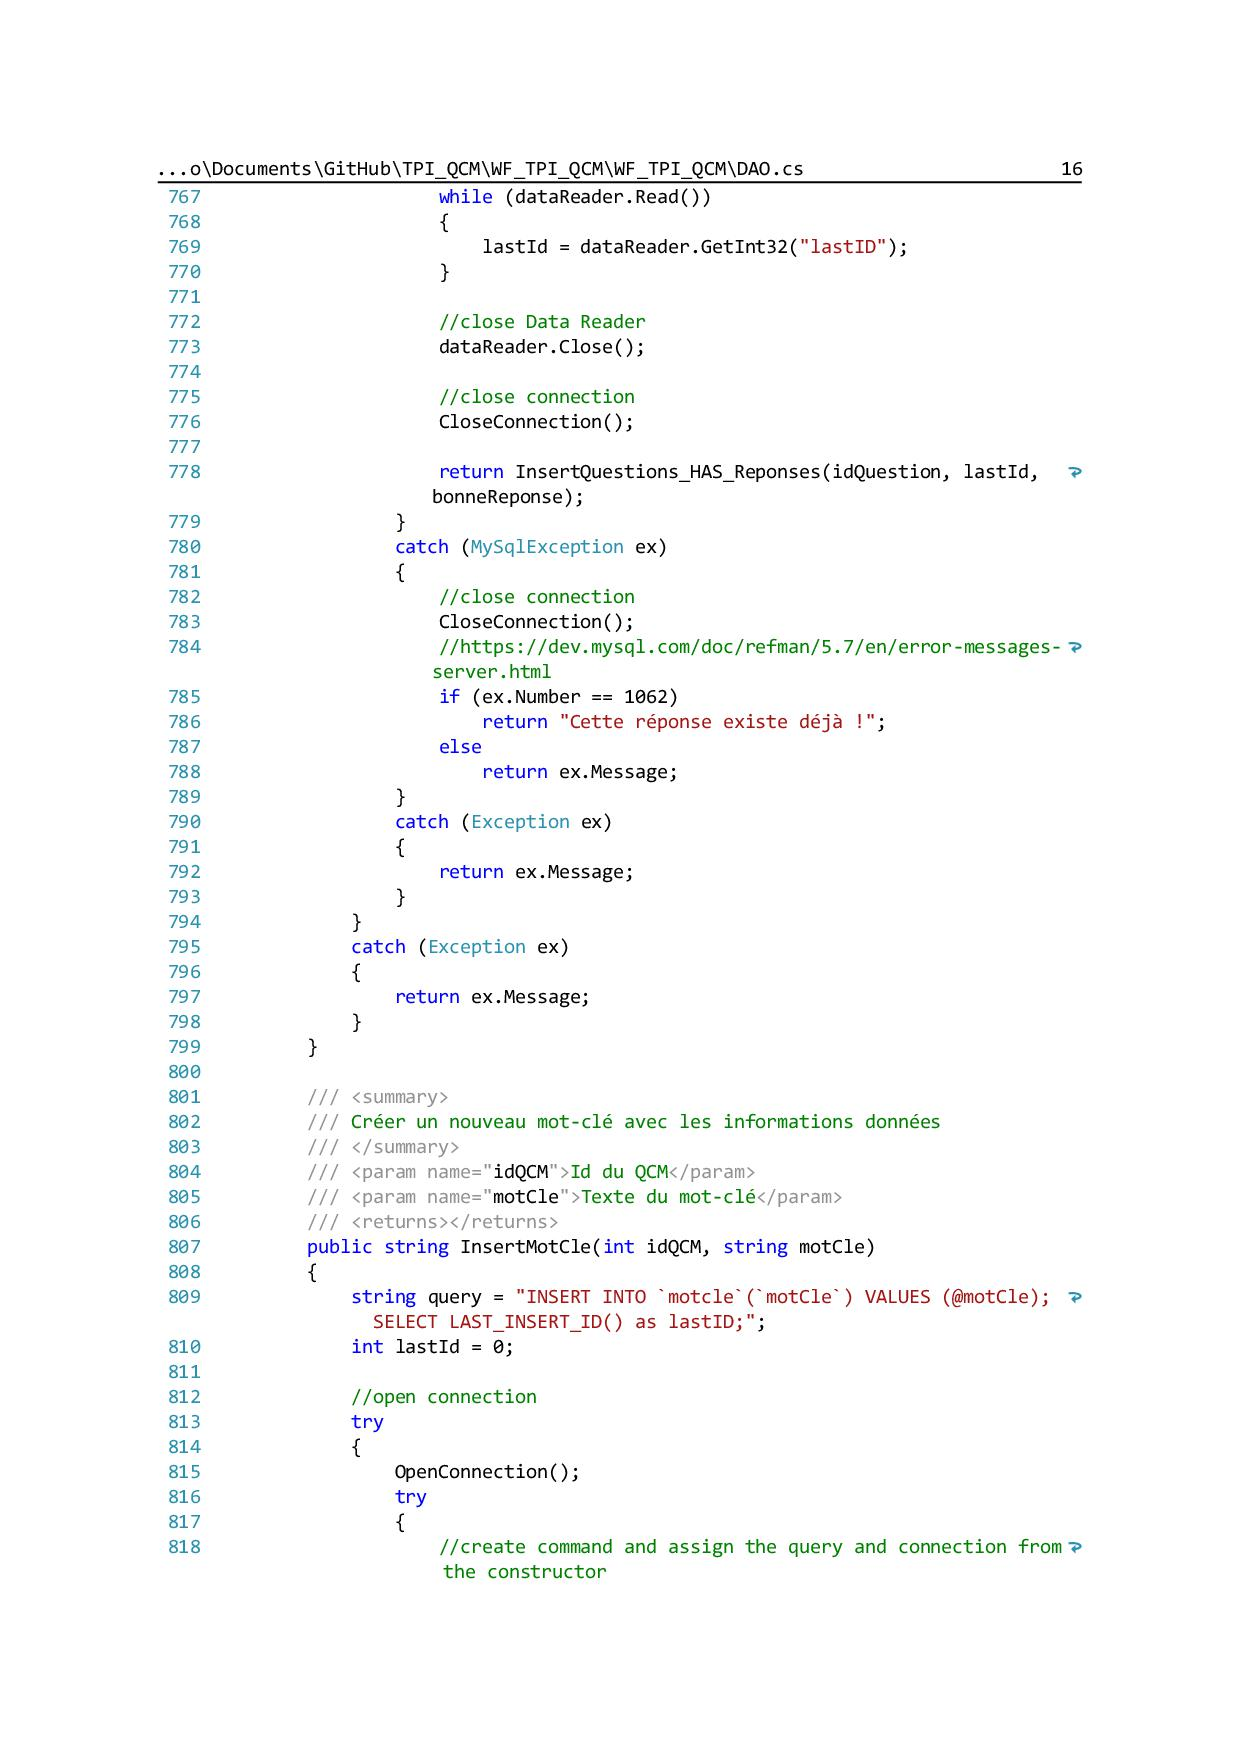 ...o\Documents\GitHub\TPI_QCM\WF_TPI_QCM\WF_TPI_QCM\DAO.cs 16
767 while (dataReader.Read())
768 {
769 lastId = dataReader.GetInt32("lastID");
770 }
771
772 //close Data Reader
773 dataReader.Close();
774
775 //close connection
776 CloseConnection();
777
778 return InsertQuestions_HAS_Reponses(idQuestion, lastId,
bonneReponse);
779 }
780 catch (MySqlException ex)
781 {
782 //close connection
783 CloseConnection();
784 //https://dev.mysql.com/doc/refman/5.7/en/error-messages-
server.html
785 if (ex.Number == 1062)
786 return "Cette réponse existe déjà !";
787 else
788 return ex.Message;
789 }
790 catch (Exception ex)
791 {
792 return ex.Message;
793 }
794 }
795 catch (Exception ex)
796 {
797 return ex.Message;
798 }
799 }
800
801 /// <summary>
802 /// Créer un nouveau mot-clé avec les informations données
803 /// </summary>
804 /// <param name="idQCM">Id du QCM</param>
805 /// <param name="motCle">Texte du mot-clé</param>
806 /// <returns></returns>
807 public string InsertMotCle(int idQCM, string motCle)
808 {
809 string query = "INSERT INTO `motcle`(`motCle`) VALUES (@motCle);
SELECT LAST_INSERT_ID() as lastID;";
810 int lastId = 0;
811
812 //open connection
813 try
814 {
815 OpenConnection();
816 try
817 {
818 //create command and assign the query and connection from
the constructor